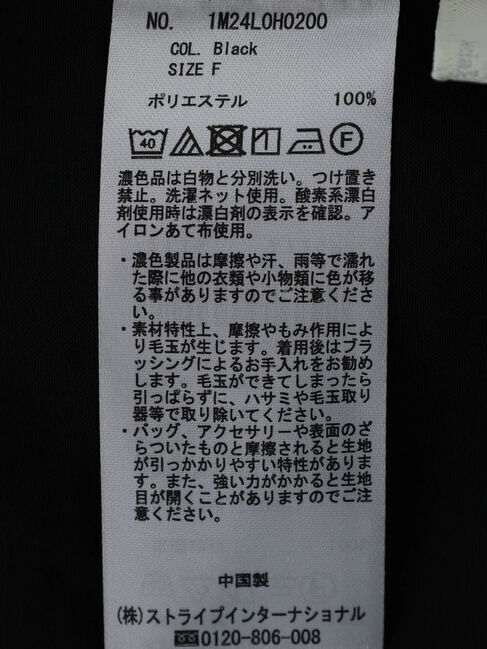 NO. 1M24L0H0200
COL. Black
SIZE F
ポリエステル 100%
40 F
濃色品は白物と分別洗い。つけ置き
禁止。洗濯ネット使用。酸素系漂白
剤使用時は漂白剤の表示を確認。ア
イロンあて布使用。
・濃色製品は摩擦や汗、雨等で濡れ
た際に他の衣類や小物類に色が移
る事がありますのでご注意くださ
い。
・素材特性上、摩擦やもみ作用によ
り毛玉が生じます。着用後はブラ
ッシングによるお手入れをお勧め
します。毛玉ができてしまったら
引っぱらずに、ハサミや毛玉取り
器等で取り除いてください。
・バッグ、アクセサリーや表面のざ
らついたものと摩擦されると生地
が引っかかりやすい特性がありま
す。また、強い力がかかると生地
目が開くことがありますのでご注
意ください。
中国製
(株)ストライプインターナショナル
0120-806-008